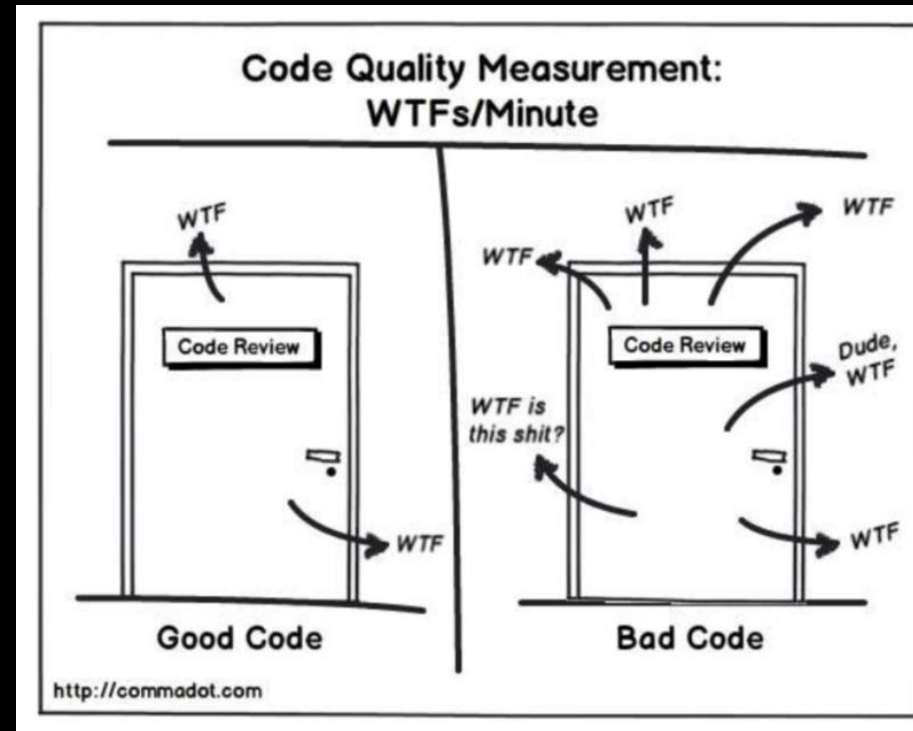 Code Quality Measurement:
WTFs/Minute
WTF
Code Review
WTF
Good Code
WTF
WTF
WTF
Code Review
Dude,
WTF
WTF is
this shit?
WTF
Bad Code
http://commadot.com